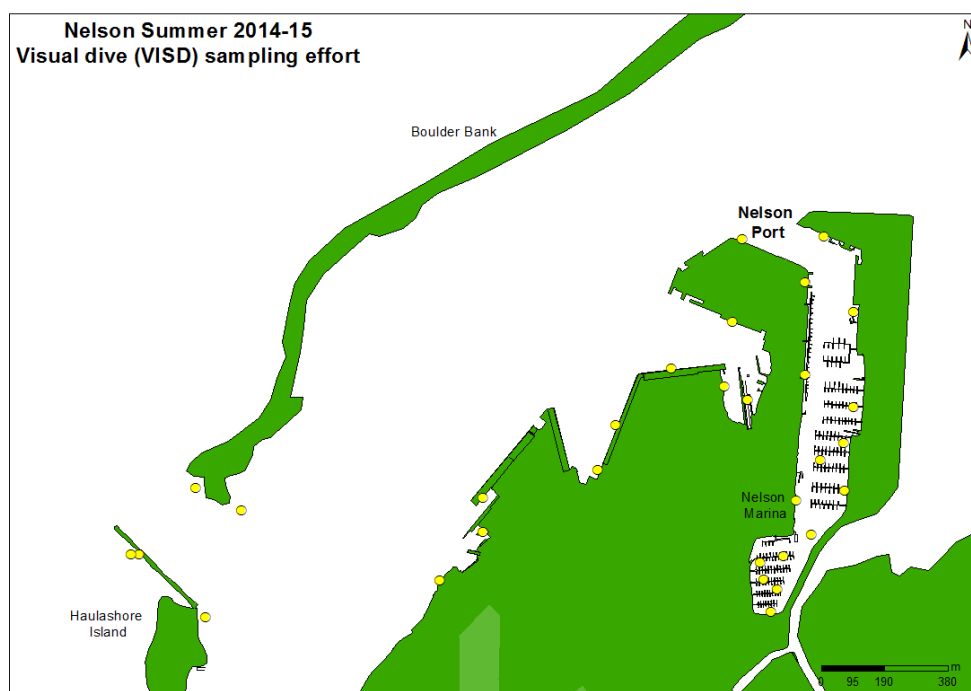 Nelson Summer 2014-15
Visual dive (VISD) sampling effort
N
Boulder Bank
Nelson
Port
Nelson
Marina
Haulashore
Island
m
0 95 190 380